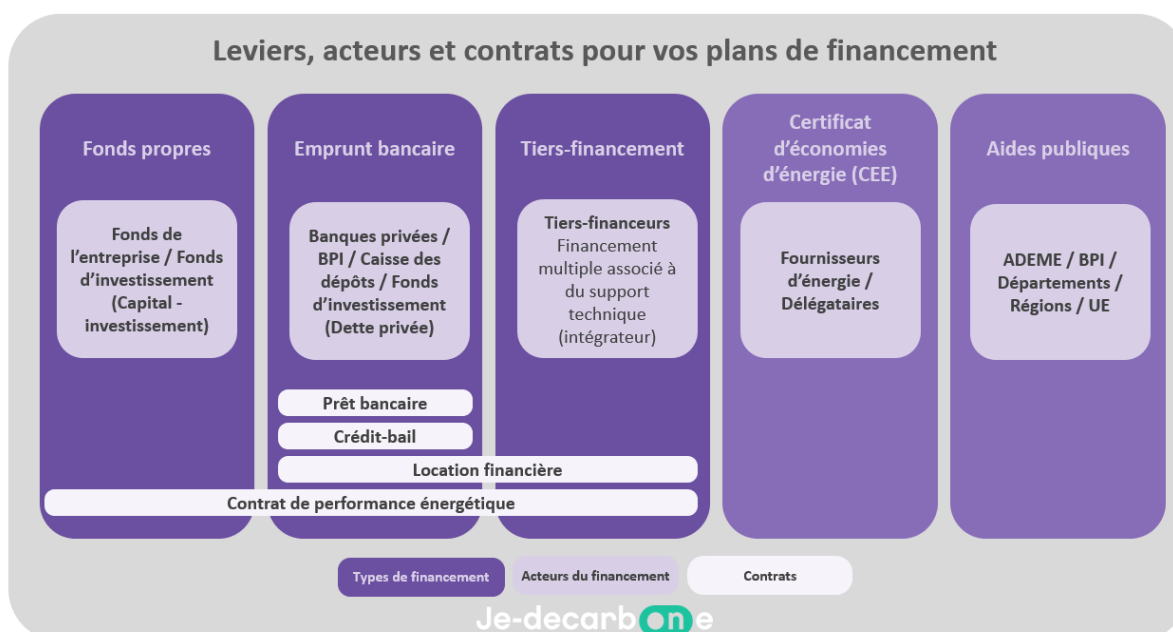 Leviers, acteurs et contrats pour vos plans de financement
Fonds propres
Fonds de
l'entreprise / Fonds
d'investissement
(Capital -
investissement)
Emprunt bancaire
Banques privées /
BPI / Caisse des
dépôts / Fonds
d'investissement
(Dette privée)
Tiers-financement
Tiers-financeurs
Financement
multiple associé à
du support
technique
(intégrateur)
Certificat
d'économies
d'énergie (CEE)
Fournisseurs
d'énergie /
Délégataires
Aides publiques
ADEME / BPI /
Départements /
Régions / UE
Prêt bancaire
Crédit-bail
Location financière
Contrat de performance énergétique
Types de financement
Acteurs du financement
Contrats
Je-decarbone